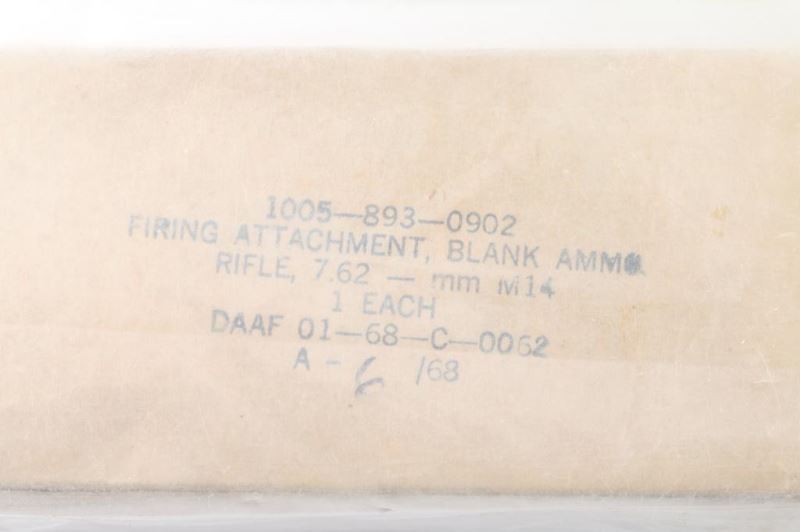 1005—893—0902
FIRING ATTACHMENT, BLANK AMMO
RIFLE, 7.62 — mm M14
1 EACH
DAAF 01—68—C—0062
A - 6 /68